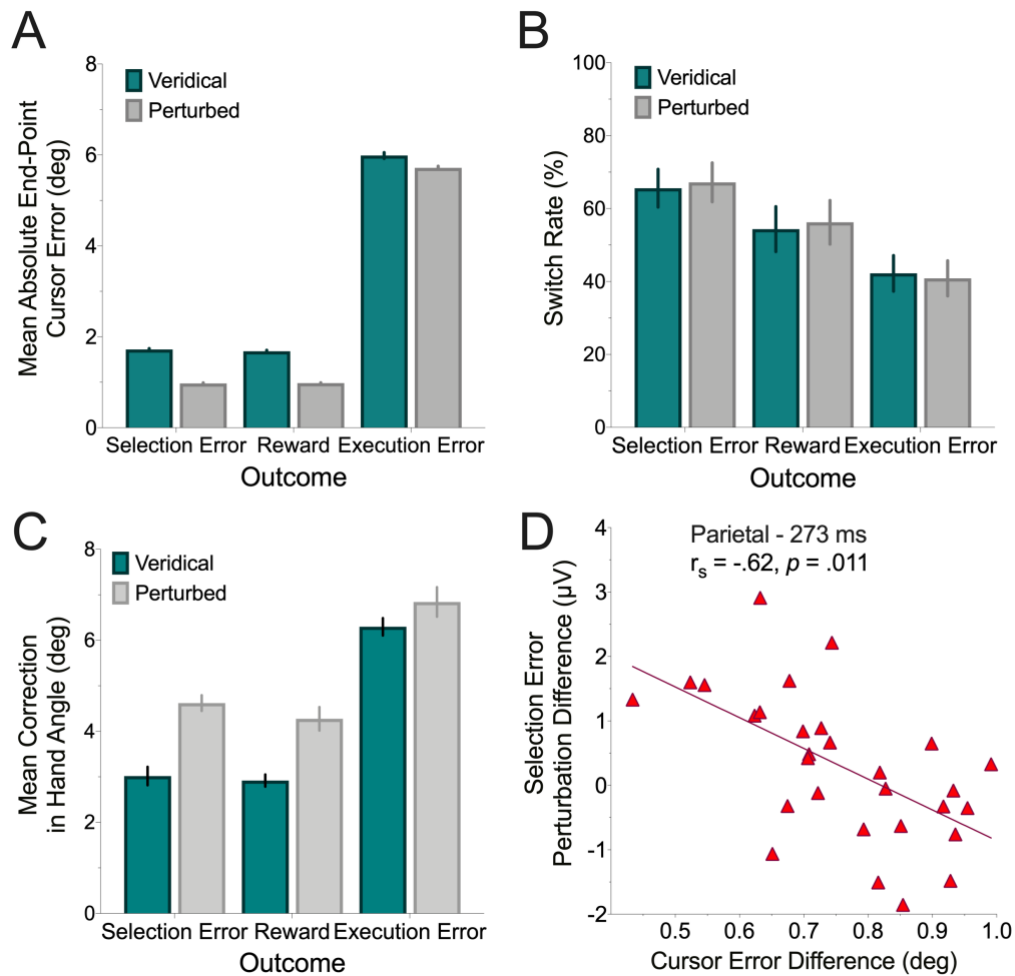 A
8
6
4
2
0
Veridical
Perturbed
Mean Absolute End-Point
Cursor Error (deg)
Selection Error Reward Execution Error
Outcome
B
100
80
60
40
20
0
Veridical
Perturbed
Switch Rate (%)
Selection Error Reward Execution Error
Outcome
C
8
6
4
2
0
Veridical
Perturbed
Mean Correction
in Hand Angle (deg)
Selection Error Reward Execution Error
Outcome
D
4
3
2
1
0
-1
-2
Parietal - 273 ms
rs = -.62, p = .011
Selection Error
Perturbation Difference (μV)
0.5 0.6 0.7 0.8 0.9 1.0
Cursor Error Difference (deg)